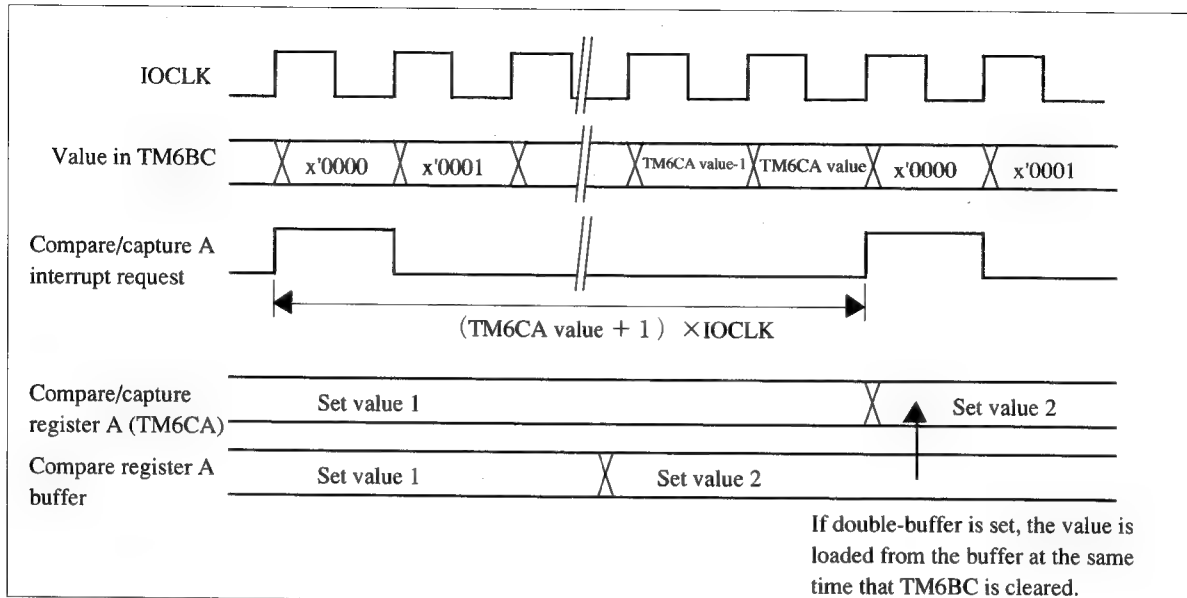 IOCLK
Value in TM6BC
x'0000
x'0001
TM6CA value-1
TM6CA value
x'0000
x'0001
Compare/capture A
interrupt request
(TM6CA value + 1) ×IOCLK
Compare/capture
register A (TM6CA)
Set value 1
Set value 2
Compare register A
buffer
Set value 1
Set value 2
If double-buffer is set, the value is
loaded from the buffer at the same
time that TM6BC is cleared.